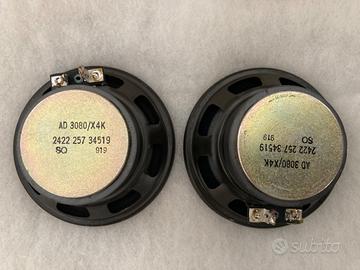 AD 3080/X4K
2422 257 34519
SO 919
AD 3080/X4K
2422 257 34519
SO 919
subito